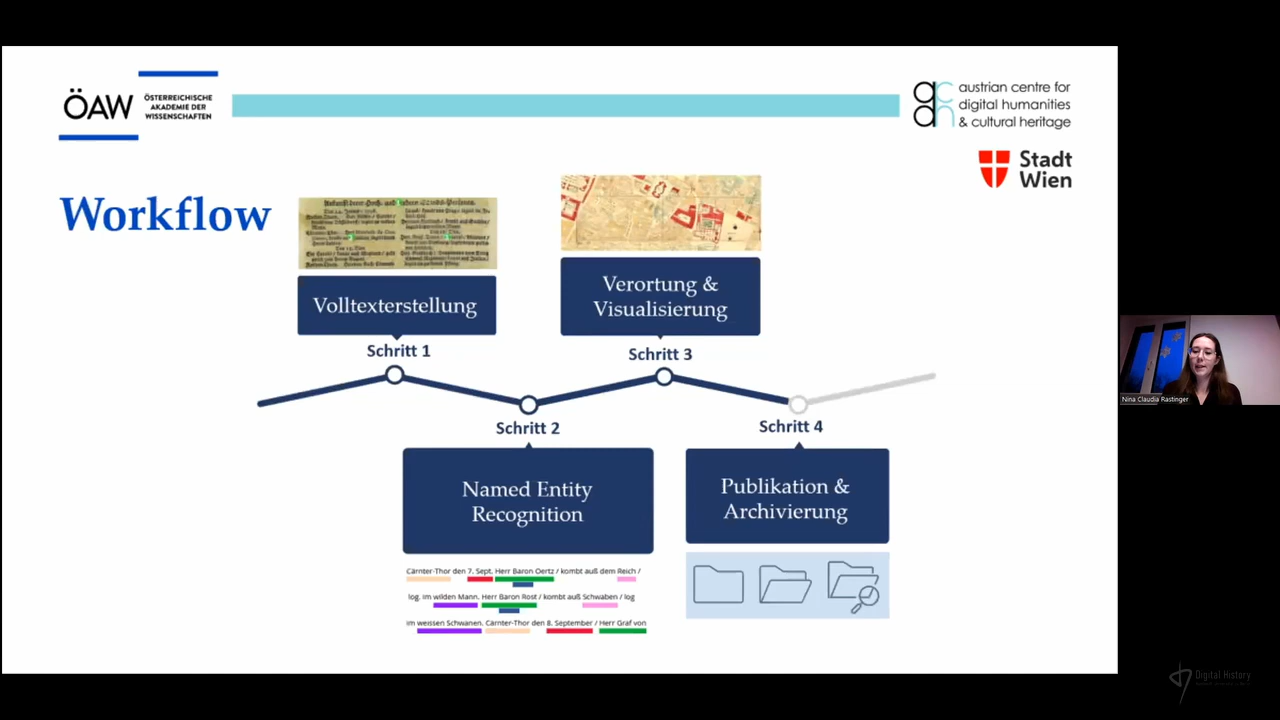 ÖAW
ÖSTERREICHISCHE
AKADEMIE DER
WISSENSCHAFTEN
austrian centre for
digital humanities
& cultural heritage
Stadt
Wien
Workflow
Volltexterstellung
Verortung &
Visualisierung
Schritt 1
Schritt 3
Schritt 2
Schritt 4
Named Entity
Recognition
Publikation &
Archivierung
Cärnter-Thor den 7. Sept. Herr Baron Oertz / kombt auß dem Reich /
log. im wilden Mann. Herr Baron Rost / kombt auß Schwaben / log
im weissen Schwanen. Cärnter-Thor den 8. September / Herr Graf von
Nina Claudia Rastinger
Digital History